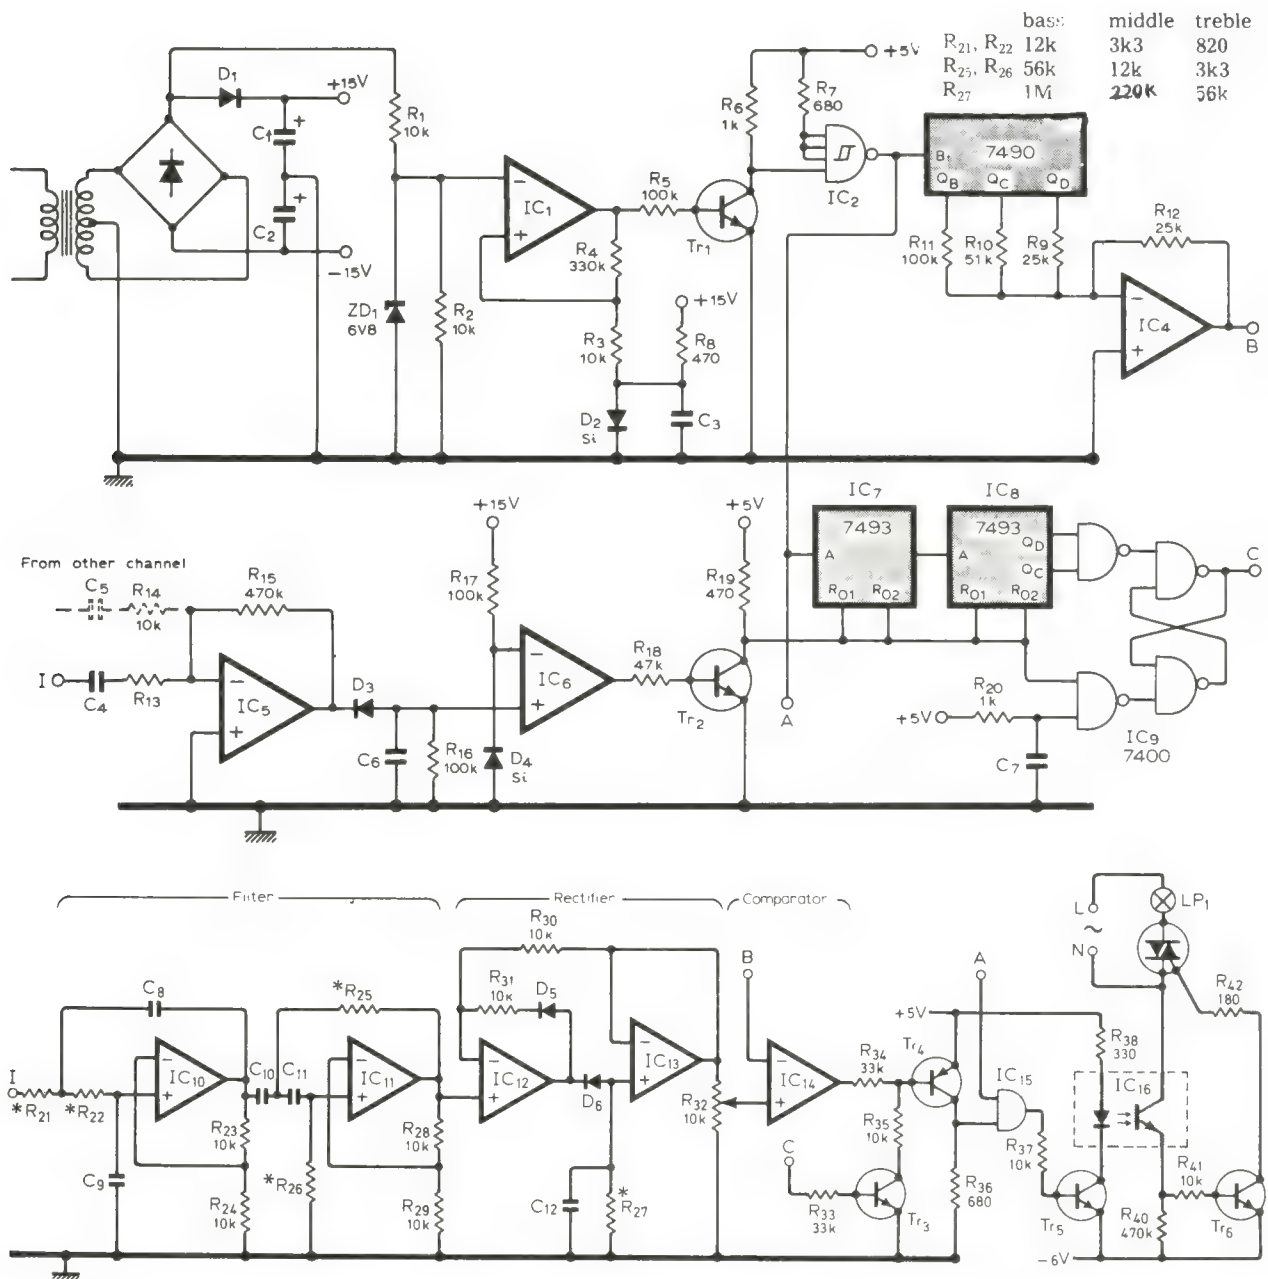 bass middle treble
R21, R22 12k 3k3 820
R25, R26 56k 12k 3k3
R27 1M 220K 56k
D1
+15V
C1 +
C2 +
-15V
R1
10k
ZD1
6V8
R2
10k
- IC1 +
R4
330k
R3
10k
D2
Si
R5
100k
+15V
R8
470
C3
Tr1
R6
1k
R7
680
+5V
IC2
B1 7490
QB QC QD
R11
100k
R10
51k
R9
25k
R12
25k
- IC4 +
B
From other channel
C5
R14
10k
R15
470k
I
C4
R13
- IC5 +
D3
C6
R16
100k
+15V
R17
100k
D4
Si
- IC6 +
R18
47k
Tr2
+5V
R19
470
A
IC7
7493
A
R01 R02
IC8
7493
A
QD
QC
R01 R02
C
R20
1k
+5V
C7
IC9
7400
Filter
Rectifier
Comparator
I
*R21
*R22
C8
C9
- IC10 +
R23
10k
R24
10k
C10
C11
*R25
*R26
- IC11 +
R28
10k
R29
10k
R30
10k
R31
10k
D5
- IC12 +
D6
C12
*
R27
- IC13 +
R32
10k
B
- IC14 +
R34
33k
R35
10k
C
R33
33k
Tr3
+5V
Tr4
R36
680
A
IC15
R37
10k
Tr5
R38
330
IC16
L
~
N
LP1
R42
180
R41
10k
R40
470k
Tr6
-6V